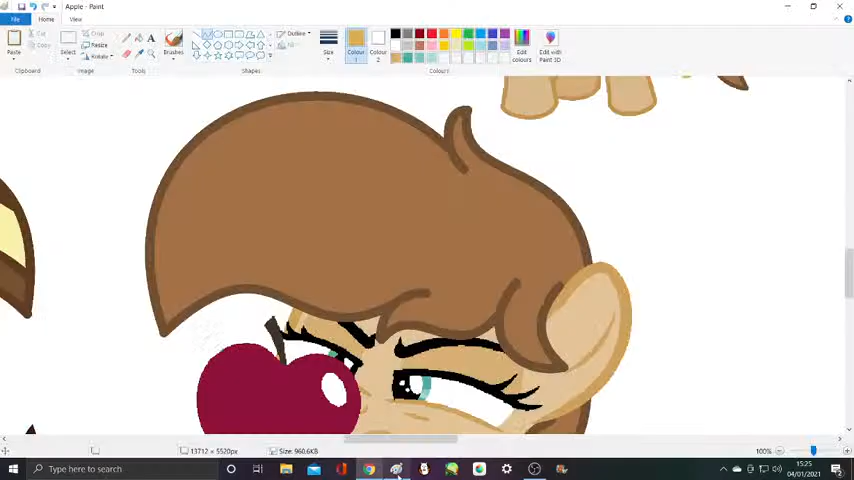 Apple - Paint
File Home View
Paste
Cut
Copy
Clipboard
Select
Crop
Resize
Rotate
Image
Tools
Brushes
Shapes
Outline
Fill
Size
Colour
1
Colour
2
Edit
colours
Edit with
Paint 3D
Colours
13712 × 5520px
Size: 960.6KB
100%
Type here to search
15:25
04/01/2021